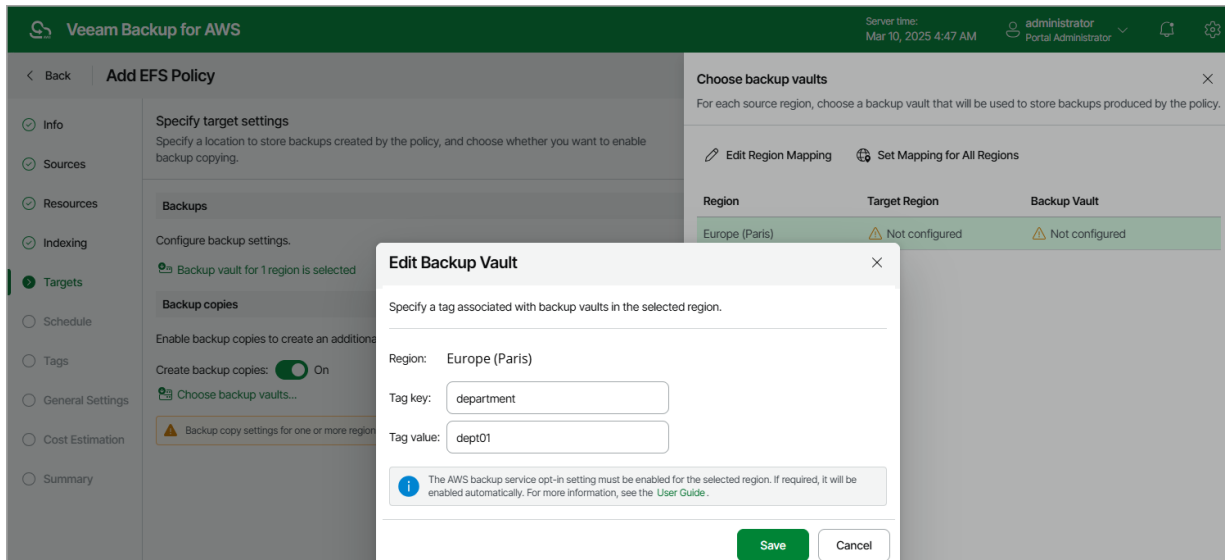 Veeam Backup for AWS
Server time:
Mar 10, 2025 4:47 AM
administrator
Portal Administrator
Back
Add EFS Policy
Info
Sources
Resources
Indexing
Targets
Schedule
Tags
General Settings
Cost Estimation
Summary
Specify target settings
Specify a location to store backups created by the policy, and choose whether you want to enable
backup copying.
Backups
Configure backup settings.
Backup vault for 1 region is selected
Backup copies
Enable backup copies to create an additiona
Create backup copies: On
Choose backup vaults...
Backup copy settings for one or more region
Choose backup vaults
For each source region, choose a backup vault that will be used to store backups produced by the policy.
Edit Region Mapping
Set Mapping for All Regions
Region Target Region Backup Vault
Europe (Paris) Not configured Not configured
Edit Backup Vault
Specify a tag associated with backup vaults in the selected region.
Region: Europe (Paris)
Tag key: department
Tag value: dept01
The AWS backup service opt-in setting must be enabled for the selected region. If required, it will be
enabled automatically. For more information, see the User Guide.
Save
Cancel